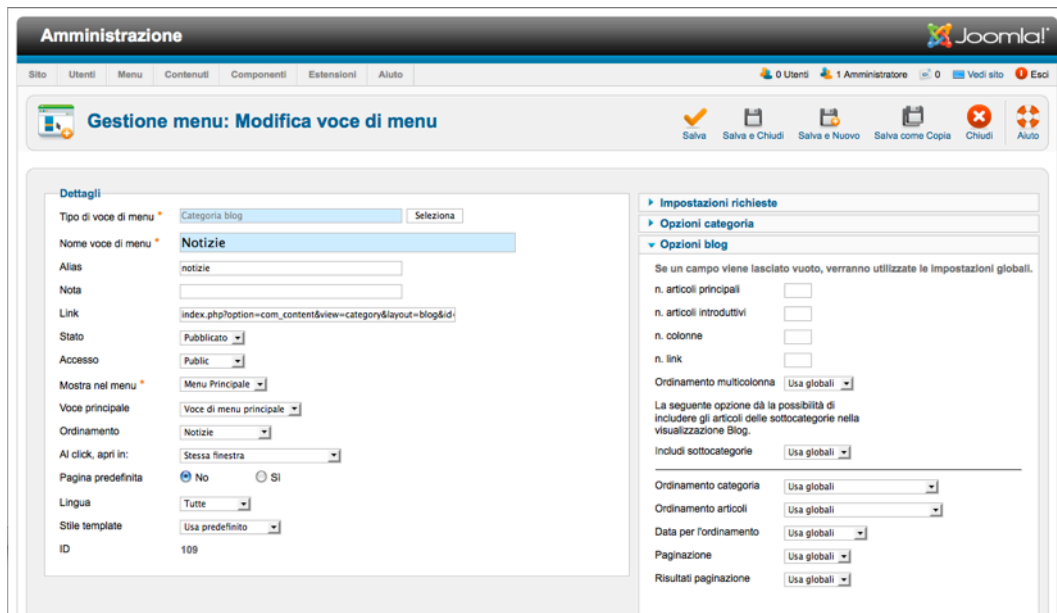 Amministrazione
Joomla!
Sito Utenti Menu Contenuti Componenti Estensioni Aiuto 0 Utenti 1 Amministratore 0 Vedi sito Esci
Gestione menu: Modifica voce di menu
Salva Salva e Chiudi Salva e Nuovo Salva come Copia Chiudi Aiuto
Dettagli
Tipo di voce di menu * Categoria blog Seleziona
Nome voce di menu * Notizie
Alias notizie
Nota
Link index.php?option=com_content&view=category&layout=blog&id=
Stato Pubblicato
Accesso Public
Mostra nel menu * Menu Principale
Voce principale Voce di menu principale
Ordinamento Notizie
Al click, apri in: Stessa finestra
Pagina predefinita No Sì
Lingua Tutte
Stile template Usa predefinito
ID 109
Impostazioni richieste
Opzioni categoria
Opzioni blog
Se un campo viene lasciato vuoto, verranno utilizzate le impostazioni globali.
n. articoli principali
n. articoli introduttivi
n. colonne
n. link
Ordinamento multicolonna Usa globali
La seguente opzione dà la possibilità di
includere gli articoli delle sottocategorie nella
visualizzazione Blog.
Includi sottocategorie Usa globali
Ordinamento categoria Usa globali
Ordinamento articoli Usa globali
Data per l'ordinamento Usa globali
Paginazione Usa globali
Risultati paginazione Usa globali